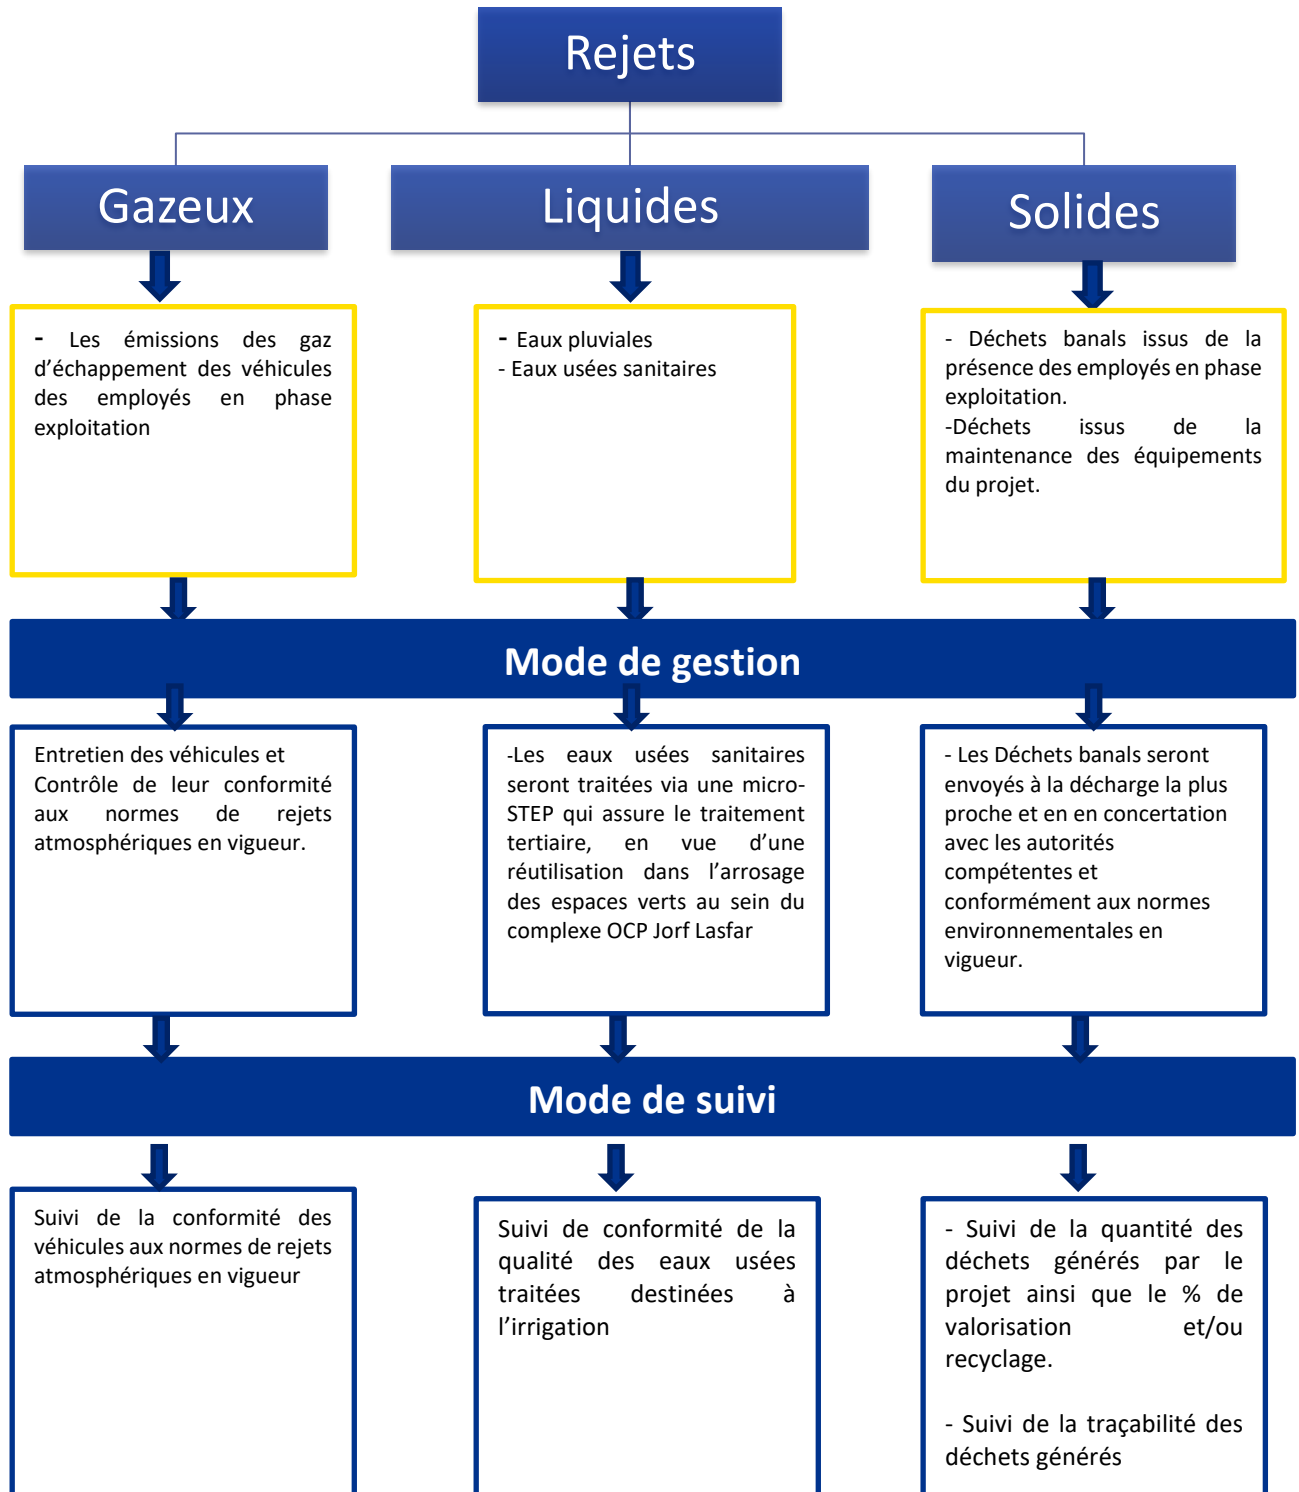 Rejets
Gazeux
Liquides
Solides
- Les émissions des gaz
d’échappement des véhicules
des employés en phase
exploitation
- Eaux pluviales
- Eaux usées sanitaires
- Déchets banals issus de la
présence des employés en phase
exploitation.
-Déchets issus de la
maintenance des équipements
du projet.
Mode de gestion
Entretien des véhicules et
Contrôle de leur conformité
aux normes de rejets
atmosphériques en vigueur.
-Les eaux usées sanitaires
seront traitées via une micro-
STEP qui assure le traitement
tertiaire, en vue d’une
réutilisation dans l’arrosage
des espaces verts au sein du
complexe OCP Jorf Lasfar
- Les Déchets banals seront
envoyés à la décharge la plus
proche et en en concertation
avec les autorités
compétentes et
conformément aux normes
environnementales en
vigueur.
Mode de suivi
Suivi de la conformité des
véhicules aux normes de rejets
atmosphériques en vigueur
Suivi de conformité de la
qualité des eaux usées
traitées destinées à
l’irrigation
- Suivi de la quantité des
déchets générés par le
projet ainsi que le % de
valorisation et/ou
recyclage.
- Suivi de la traçabilité des
déchets générés